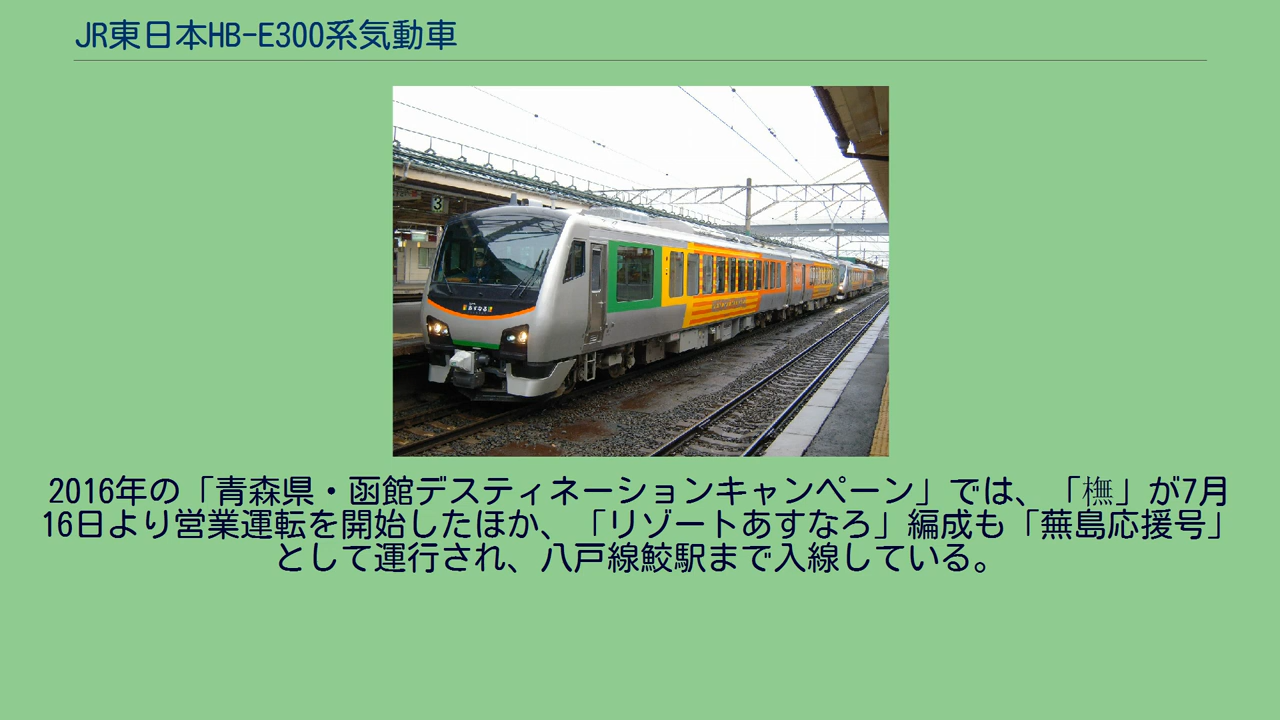 JR東日本HB-E300系気動車
3
あすなろ
2016年の「青森県・函館デスティネーションキャンペーン」では、「橅」が7月
16日より営業運転を開始したほか、「リゾートあすなろ」編成も「蕪島応援号」
として運行され、八戸線鮫駅まで入線している。